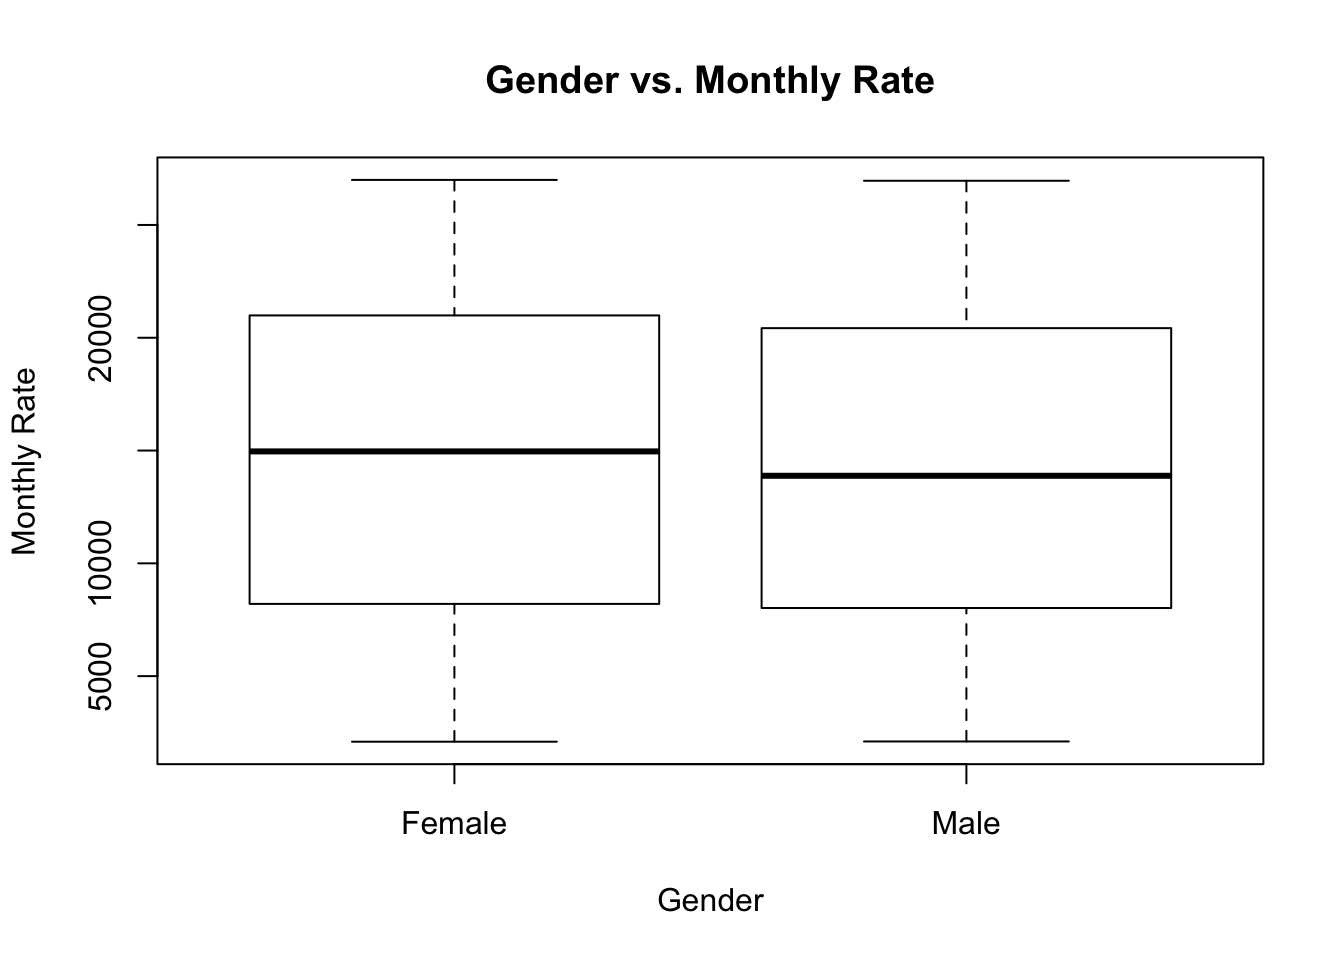 Gender vs. Monthly Rate
Monthly Rate
20000
10000
5000
Female
Male
Gender